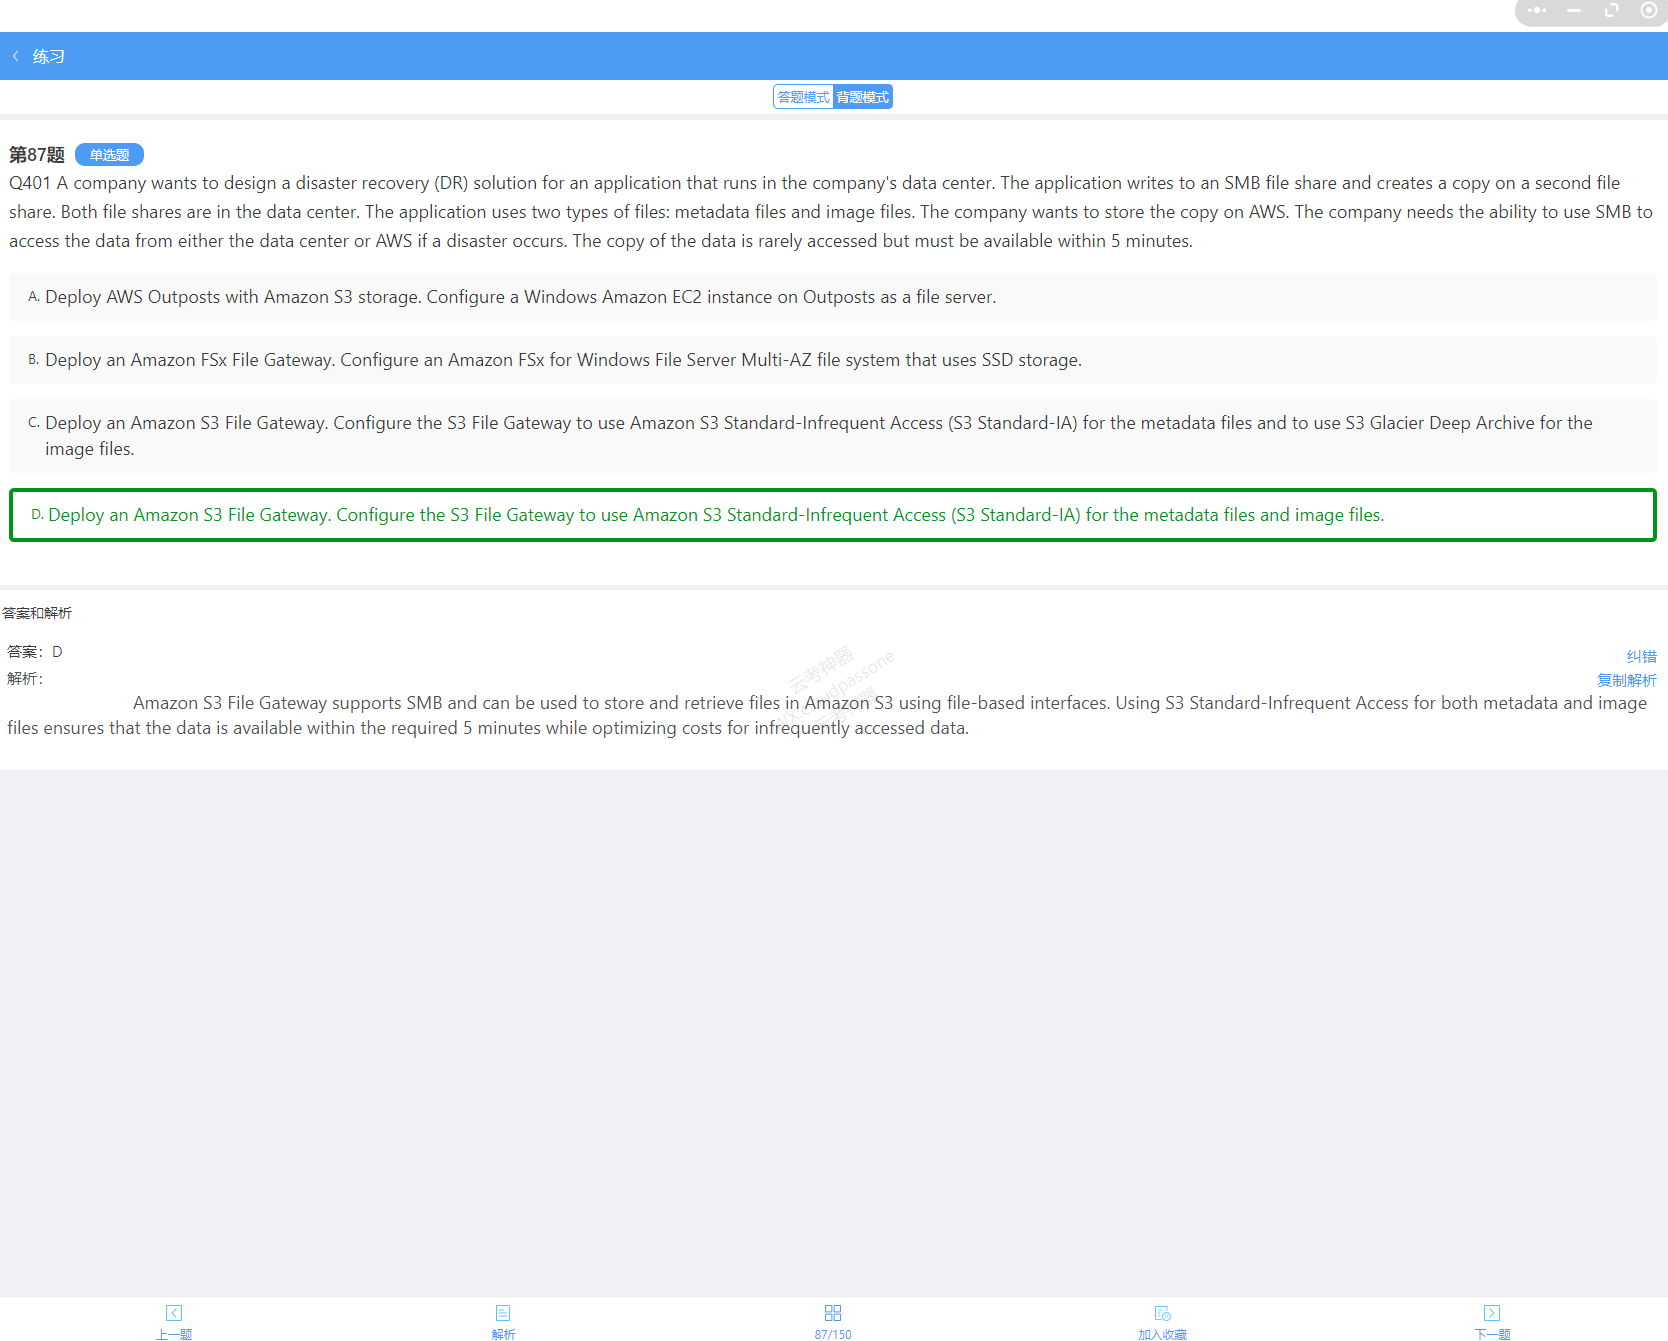 练习
答题模式 背题模式
第87题 单选题
Q401 A company wants to design a disaster recovery (DR) solution for an application that runs in the company's data center. The application writes to an SMB file share and creates a copy on a second file
share. Both file shares are in the data center. The application uses two types of files: metadata files and image files. The company wants to store the copy on AWS. The company needs the ability to use SMB to
access the data from either the data center or AWS if a disaster occurs. The copy of the data is rarely accessed but must be available within 5 minutes.
A. Deploy AWS Outposts with Amazon S3 storage. Configure a Windows Amazon EC2 instance on Outposts as a file server.
B. Deploy an Amazon FSx File Gateway. Configure an Amazon FSx for Windows File Server Multi-AZ file system that uses SSD storage.
C. Deploy an Amazon S3 File Gateway. Configure the S3 File Gateway to use Amazon S3 Standard-Infrequent Access (S3 Standard-IA) for the metadata files and to use S3 Glacier Deep Archive for the
image files.
D. Deploy an Amazon S3 File Gateway. Configure the S3 File Gateway to use Amazon S3 Standard-Infrequent Access (S3 Standard-IA) for the metadata files and image files.
答案和解析
答案：D
纠错
解析：
复制解析
云考神器
Amazon S3 File Gateway supports SMB and can be used to store and retrieve files in Amazon S3 using file-based interfaces. Using S3 Standard-Infrequent Access for both metadata and image
files ensures that the data is available within the required 5 minutes while optimizing costs for infrequently accessed data.
上一题
解析
87/150
加入收藏
下一题